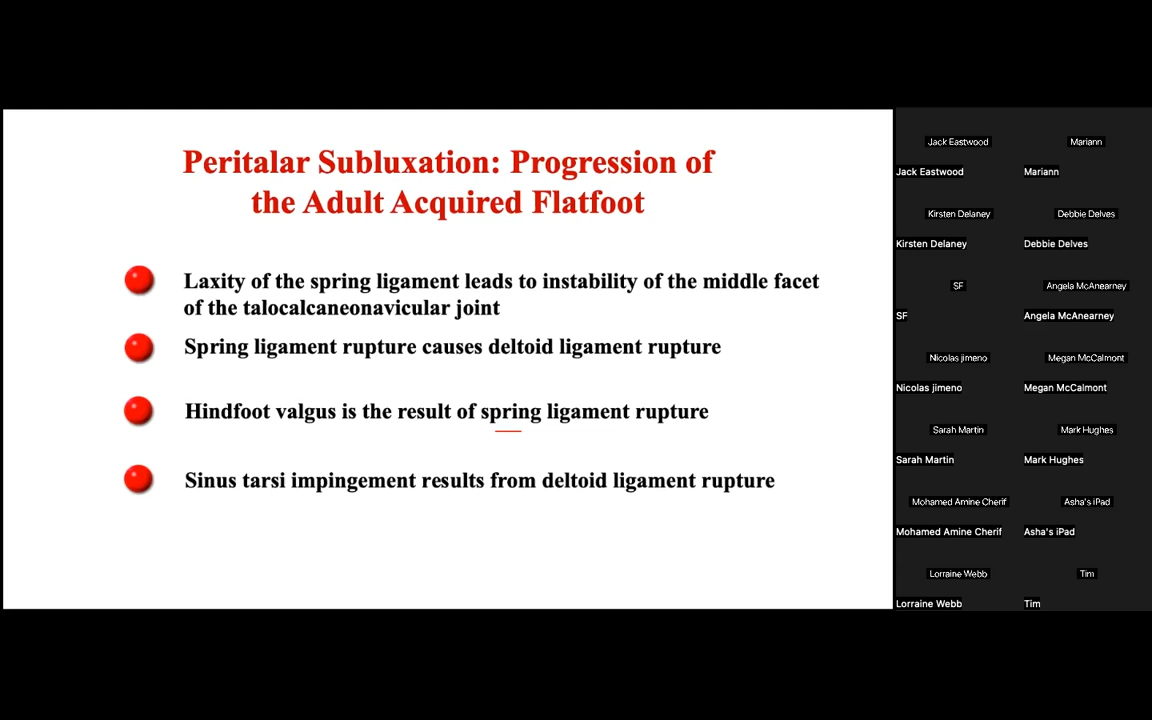 Peritalar Subluxation: Progression of
the Adult Acquired Flatfoot
Laxity of the spring ligament leads to instability of the middle facet
of the talocalcaneonavicular joint
Spring ligament rupture causes deltoid ligament rupture
Hindfoot valgus is the result of spring ligament rupture
Sinus tarsi impingement results from deltoid ligament rupture
Jack Eastwood
Mariann
Jack Eastwood
Mariann
Kirsten Delaney
Debbie Delves
Kirsten Delaney
Debbie Delves
SF
Angela McAnearney
SF
Angela McAnearney
Nicolas jimeno
Megan McCalmont
Nicolas jimeno
Megan McCalmont
Sarah Martin
Mark Hughes
Sarah Martin
Mark Hughes
Mohamed Amine Cherif
Asha's iPad
Mohamed Amine Cherif
Asha's iPad
Lorraine Webb
Tim
Lorraine Webb
Tim